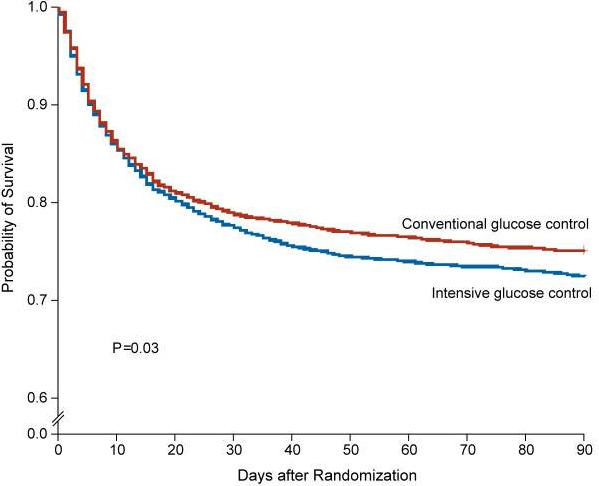 1.0
0.9
0.8
0.7
0.6
0.0
Probability of Survival
Conventional glucose control
Intensive glucose control
P=0.03
0 10 20 30 40 50 60 70 80 90
Days after Randomization